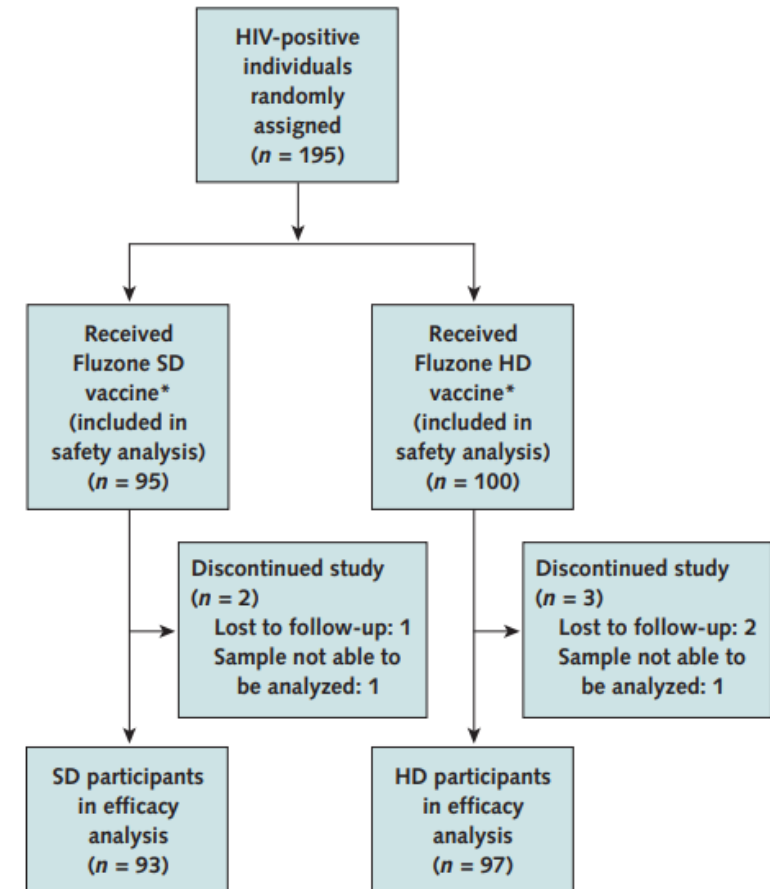 HIV-positive
individuals
randomly
assigned
(n = 195)
Received
Fluzone SD
vaccine*
(included in
safety analysis)
(n = 95)
Received
Fluzone HD
vaccine*
(included in
safety analysis)
(n = 100)
Discontinued study
(n = 2)
Lost to follow-up: 1
Sample not able to
be analyzed: 1
Discontinued study
(n = 3)
Lost to follow-up: 2
Sample not able to
be analyzed: 1
SD participants
in efficacy
analysis
(n = 93)
HD participants
in efficacy
analysis
(n = 97)